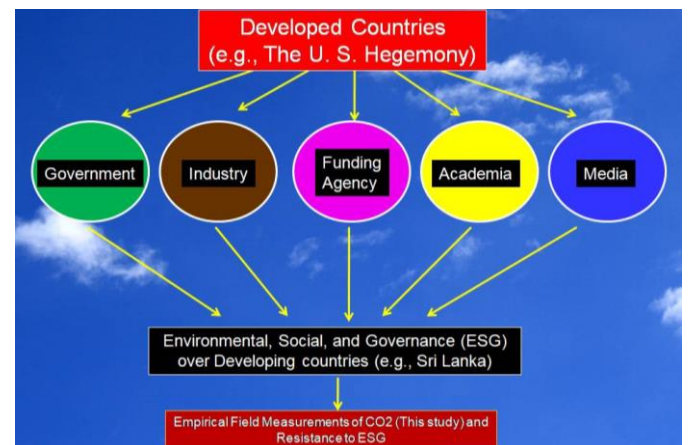 Developed Countries
(e.g., The U. S. Hegemony)
Government
Industry
Funding
Agency
Academia
Media
Environmental, Social, and Governance (ESG)
over Developing countries (e.g., Sri Lanka)
Empirical Field Measurements of CO2 (This study) and
Resistance to ESG